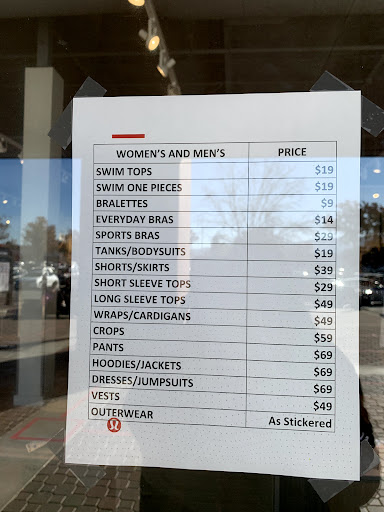 WOMEN'S AND MEN'S PRICE
SWIM TOPS $19
SWIM ONE PIECES $19
BRALETTES $9
EVERYDAY BRAS $14
SPORTS BRAS $29
TANKS/BODYSUITS $19
SHORTS/SKIRTS $39
SHORT SLEEVE TOPS $29
LONG SLEEVE TOPS $49
WRAPS/CARDIGANS $49
CROPS $59
PANTS $69
HOODIES/JACKETS $69
DRESSES/JUMPSUITS $69
VESTS $49
OUTERWEAR As Stickered